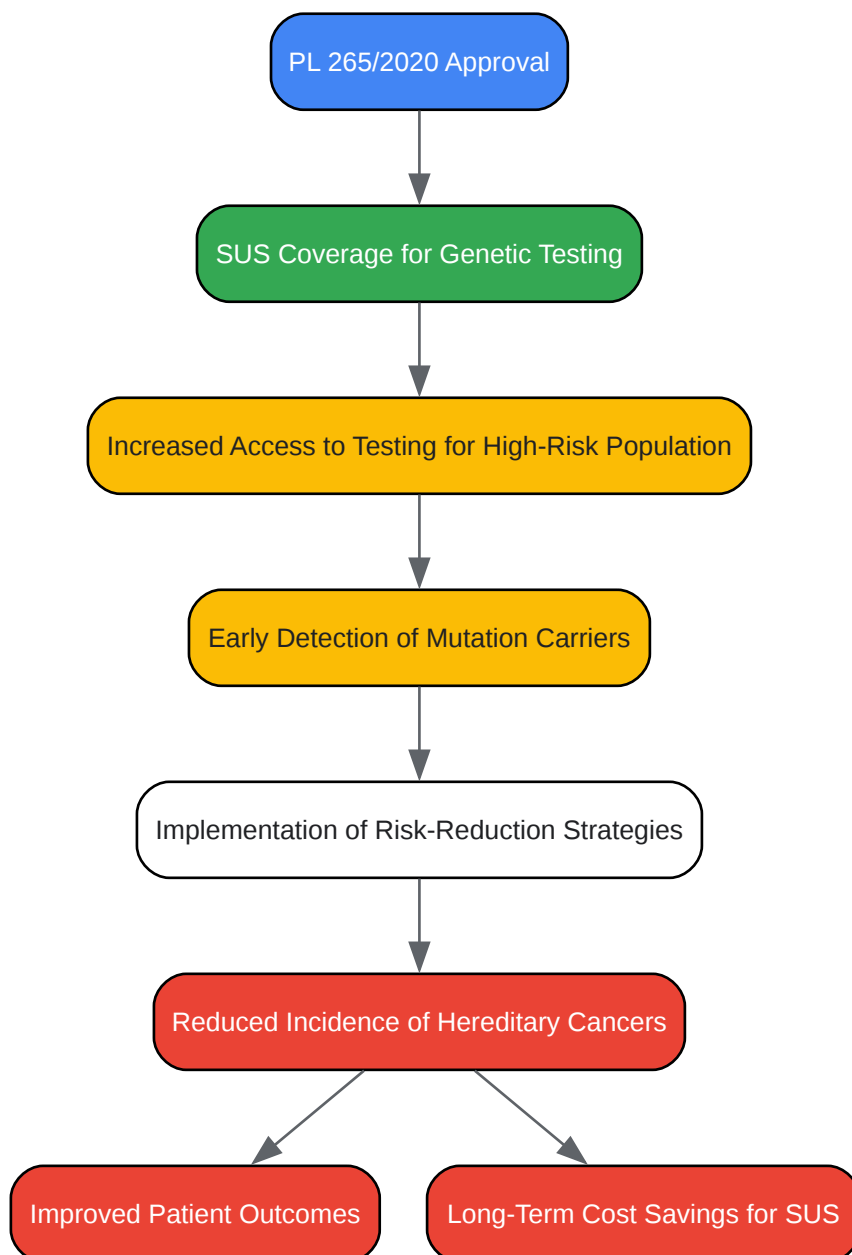 PL 265/2020 Approval
SUS Coverage for Genetic Testing
Increased Access to Testing for High-Risk Population
Early Detection of Mutation Carriers
Implementation of Risk-Reduction Strategies
Reduced Incidence of Hereditary Cancers
Improved Patient Outcomes
Long-Term Cost Savings for SUS